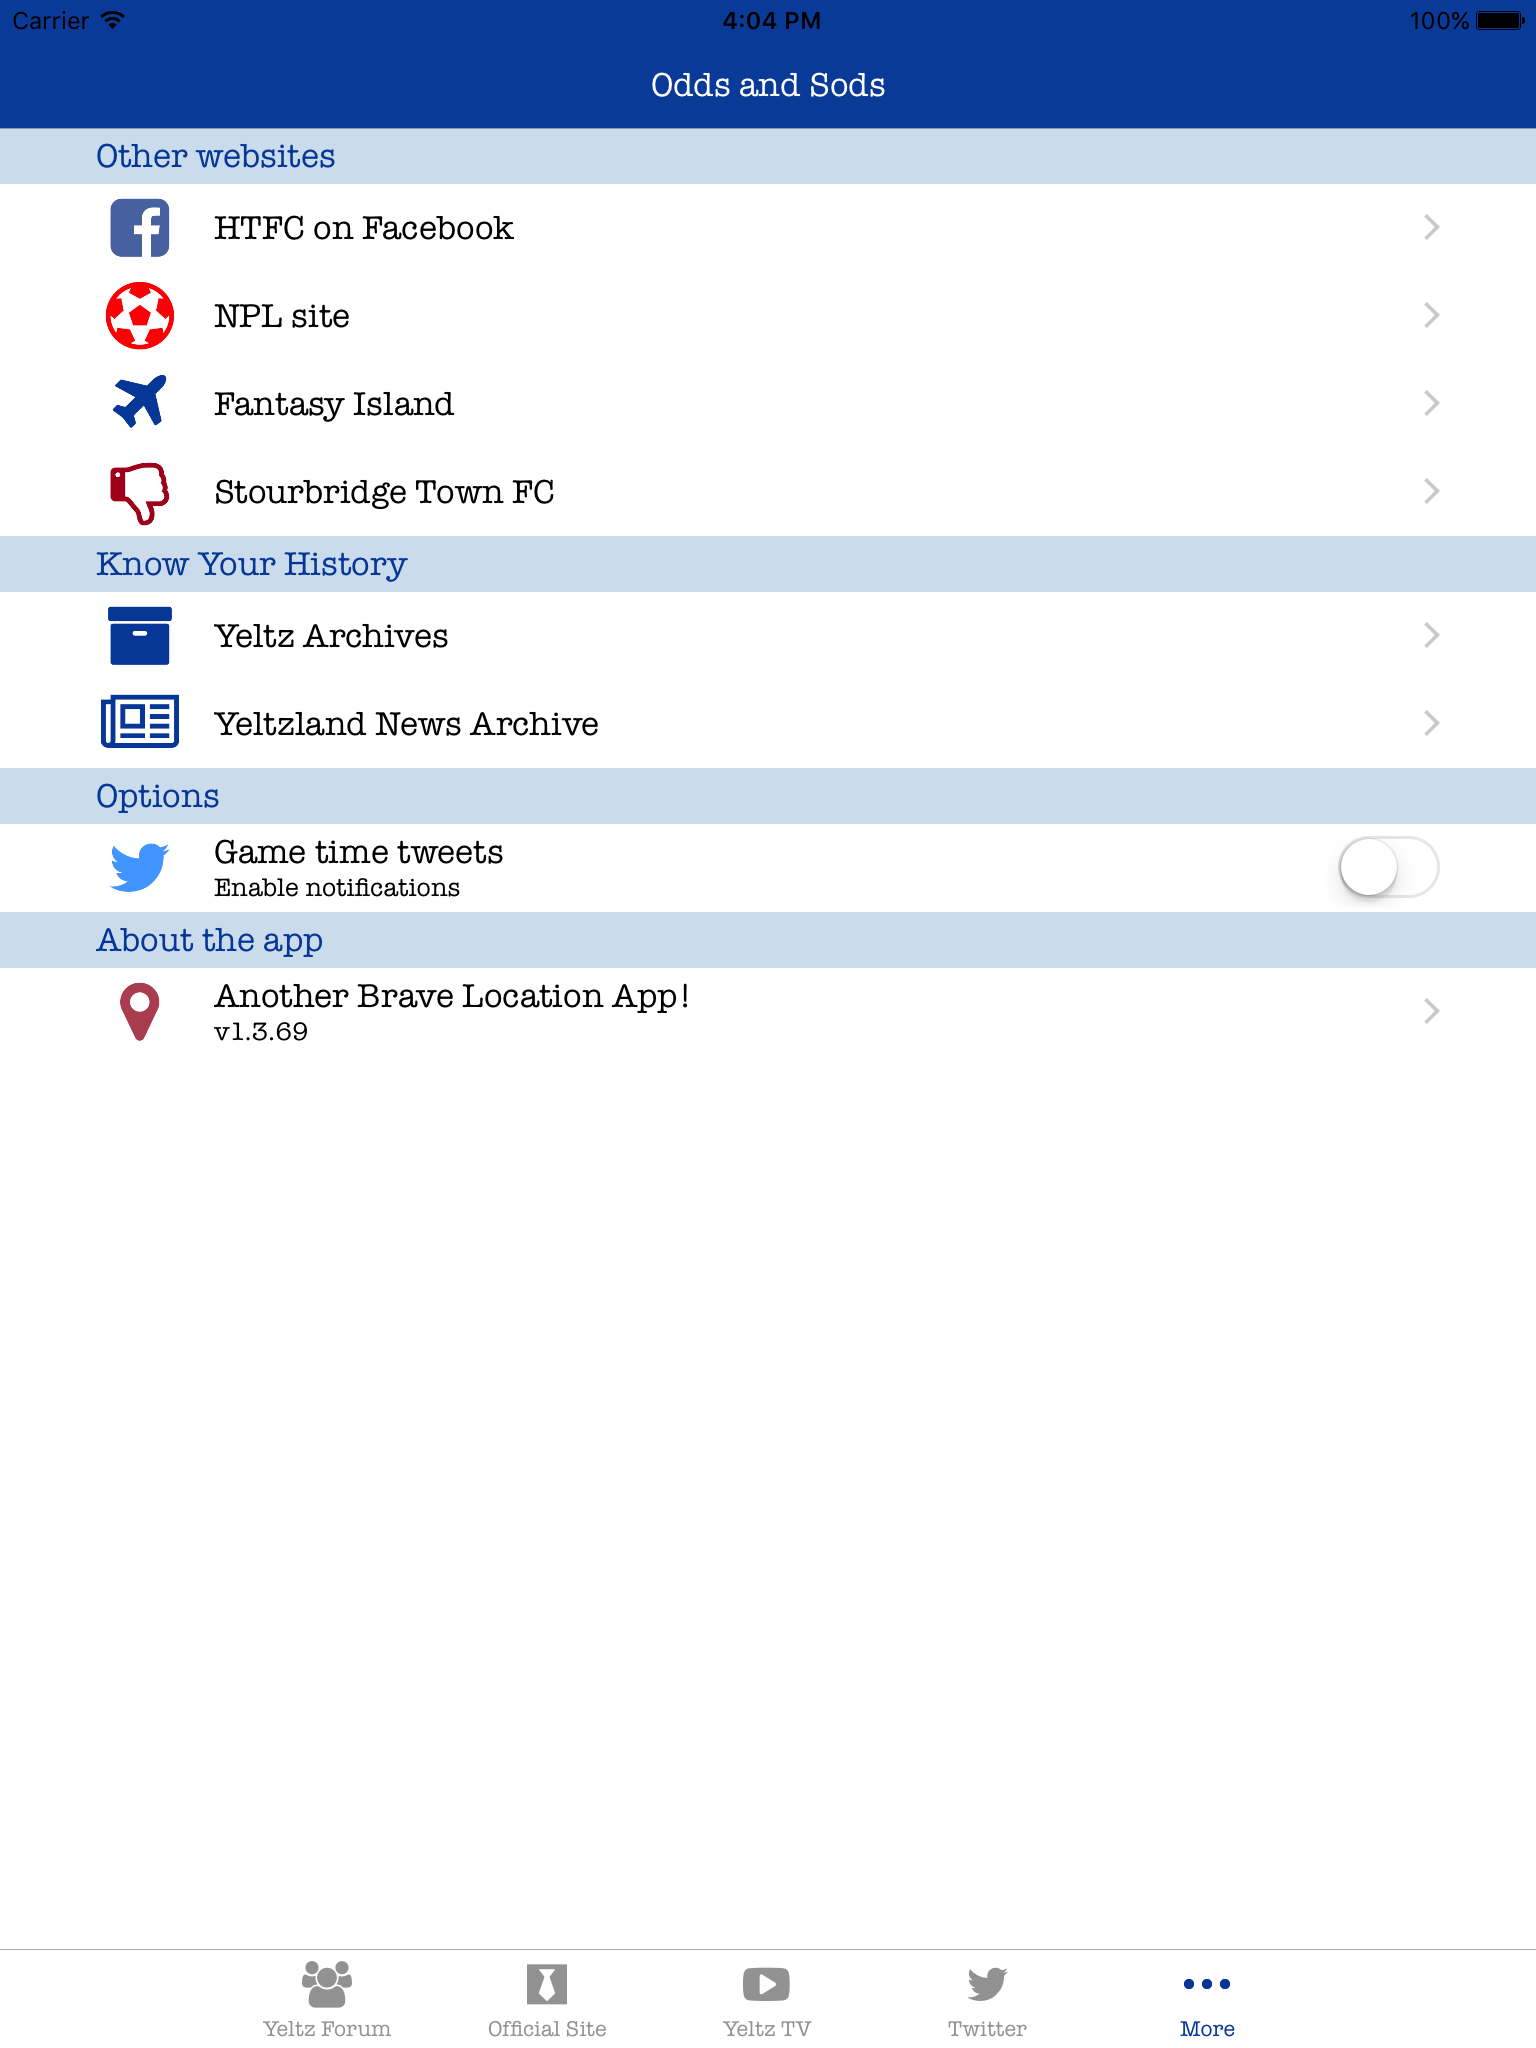 Carrier 4:04 PM 100%
Odds and Sods
Other websites
HTFC on Facebook
NPL site
Fantasy Island
Stourbridge Town FC
Know Your History
Yeltz Archives
Yeltzland News Archive
Options
Game time tweets
Enable notifications
About the app
Another Brave Location App!
v1.3.69
Yeltz Forum Official Site Yeltz TV Twitter More